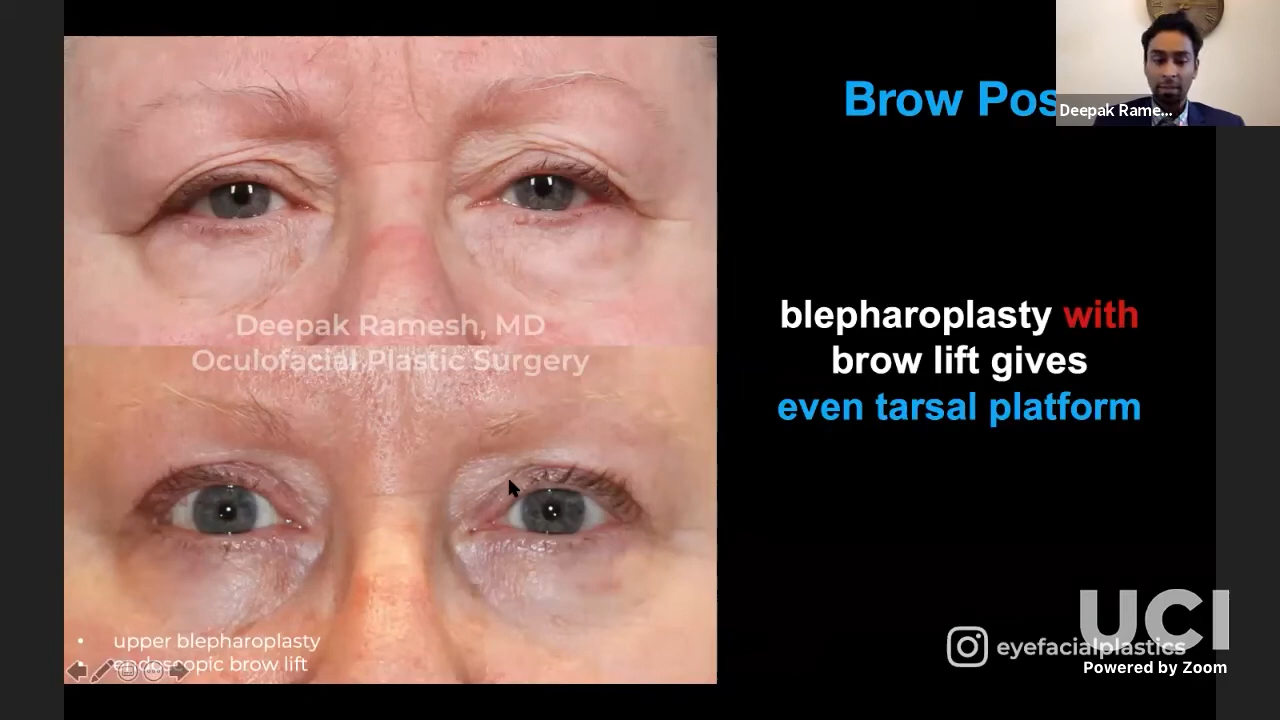 Brow Pos
Deepak Rame...
blepharoplasty with
brow lift gives
even tarsal platform
Deepak Ramesh, MD
Oculofacial Plastic Surgery
• upper blepharoplasty
• endoscopic brow lift
UCI
eyefacialplastics
Powered by Zoom